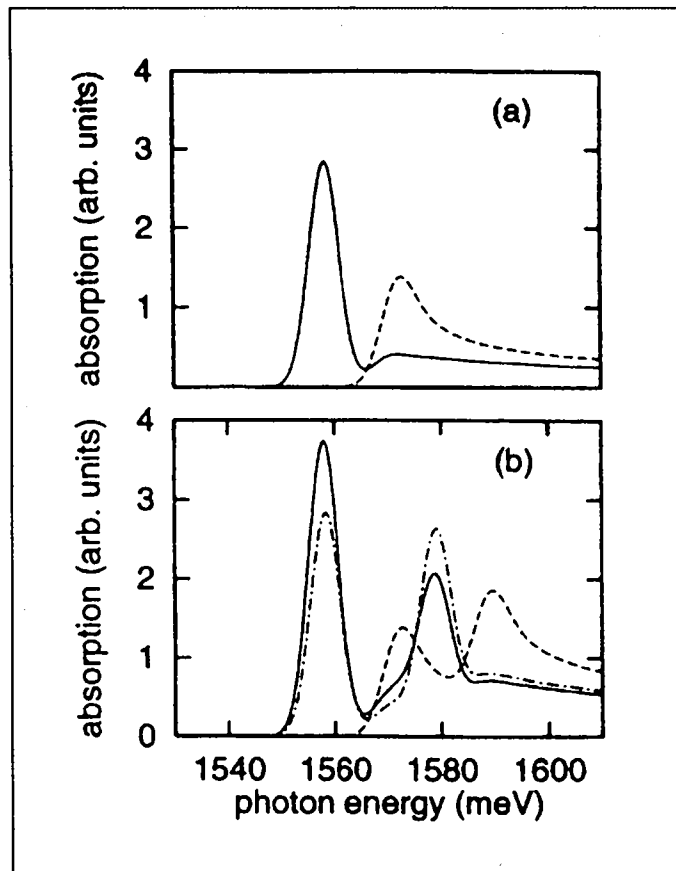 4
(a)
3
2
1
absorption (arb. units)
4
(b)
3
2
1
0
absorption (arb. units)
1540 1560 1580 1600
photon energy (meV)